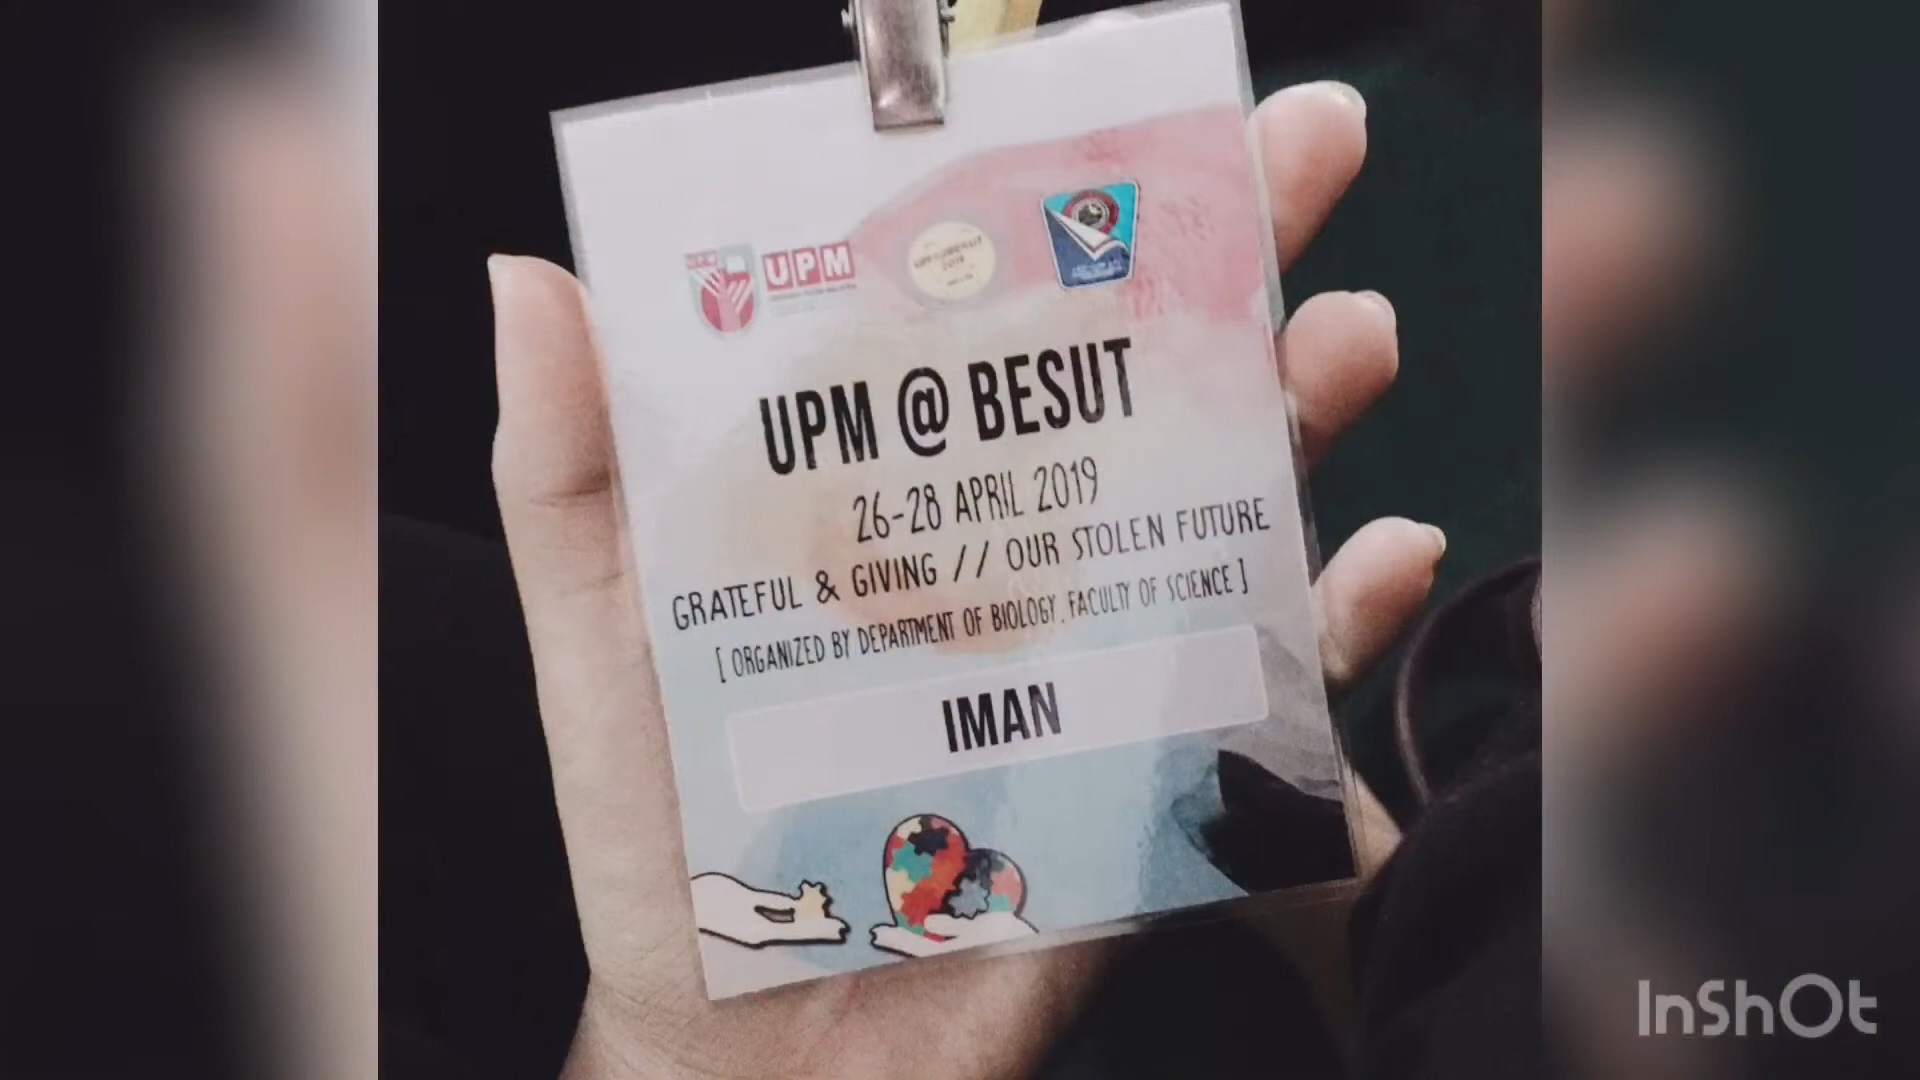 UPM
UPM
UPM @ BESUT
26-28 APRIL 2019
GRATEFUL & GIVING // OUR STOLEN FUTURE
[ ORGANIZED BY DEPARTMENT OF BIOLOGY, FACULTY OF SCIENCE ]
IMAN
InShOt